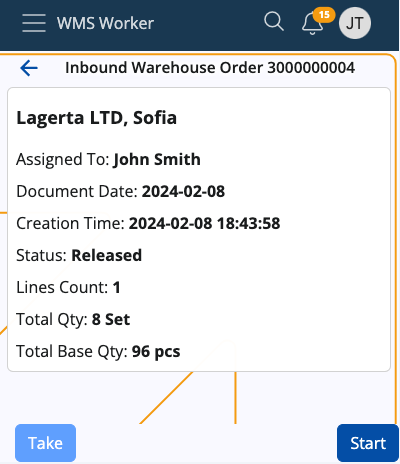 WMS Worker
15
JT
Inbound Warehouse Order 3000000004
Lagerta LTD, Sofia
Assigned To: John Smith
Document Date: 2024-02-08
Creation Time: 2024-02-08 18:43:58
Status: Released
Lines Count: 1
Total Qty: 8 Set
Total Base Qty: 96 pcs
Take
Start